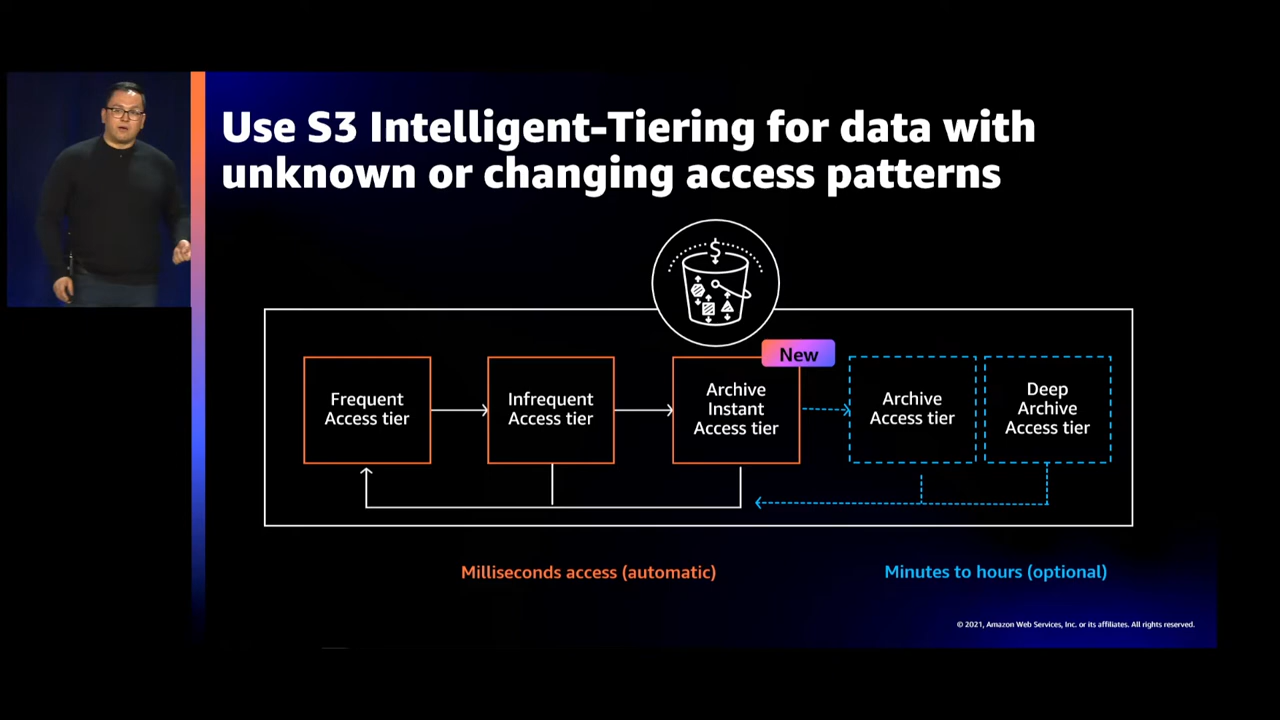 Use S3 Intelligent-Tiering for data with
unknown or changing access patterns
$
New
Frequent
Access tier
Infrequent
Access tier
Archive
Instant
Access tier
Archive
Access tier
Deep
Archive
Access tier
Milliseconds access (automatic)
Minutes to hours (optional)
© 2021, Amazon Web Services, Inc. or its affiliates. All rights reserved.